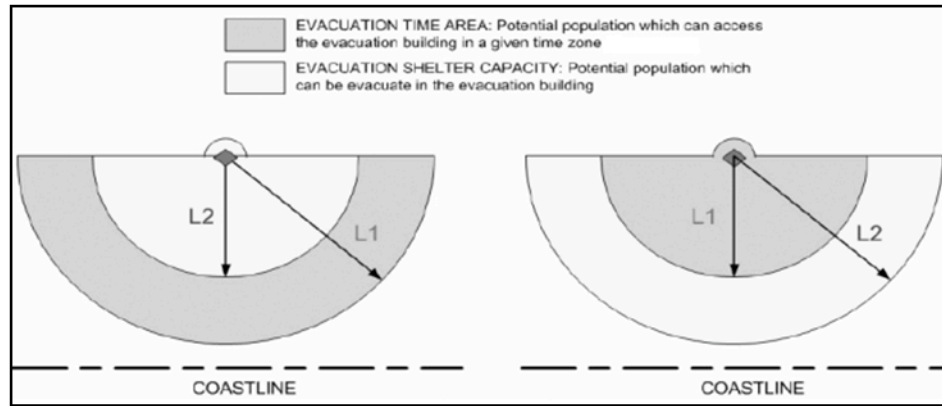 EVACUATION TIME AREA: Potential population which can access
the evacuation building in a given time zone
EVACUATION SHELTER CAPACITY: Potential population which
can be evacuate in the evacuation building
L2
L1
L1
L2
COASTLINE
COASTLINE